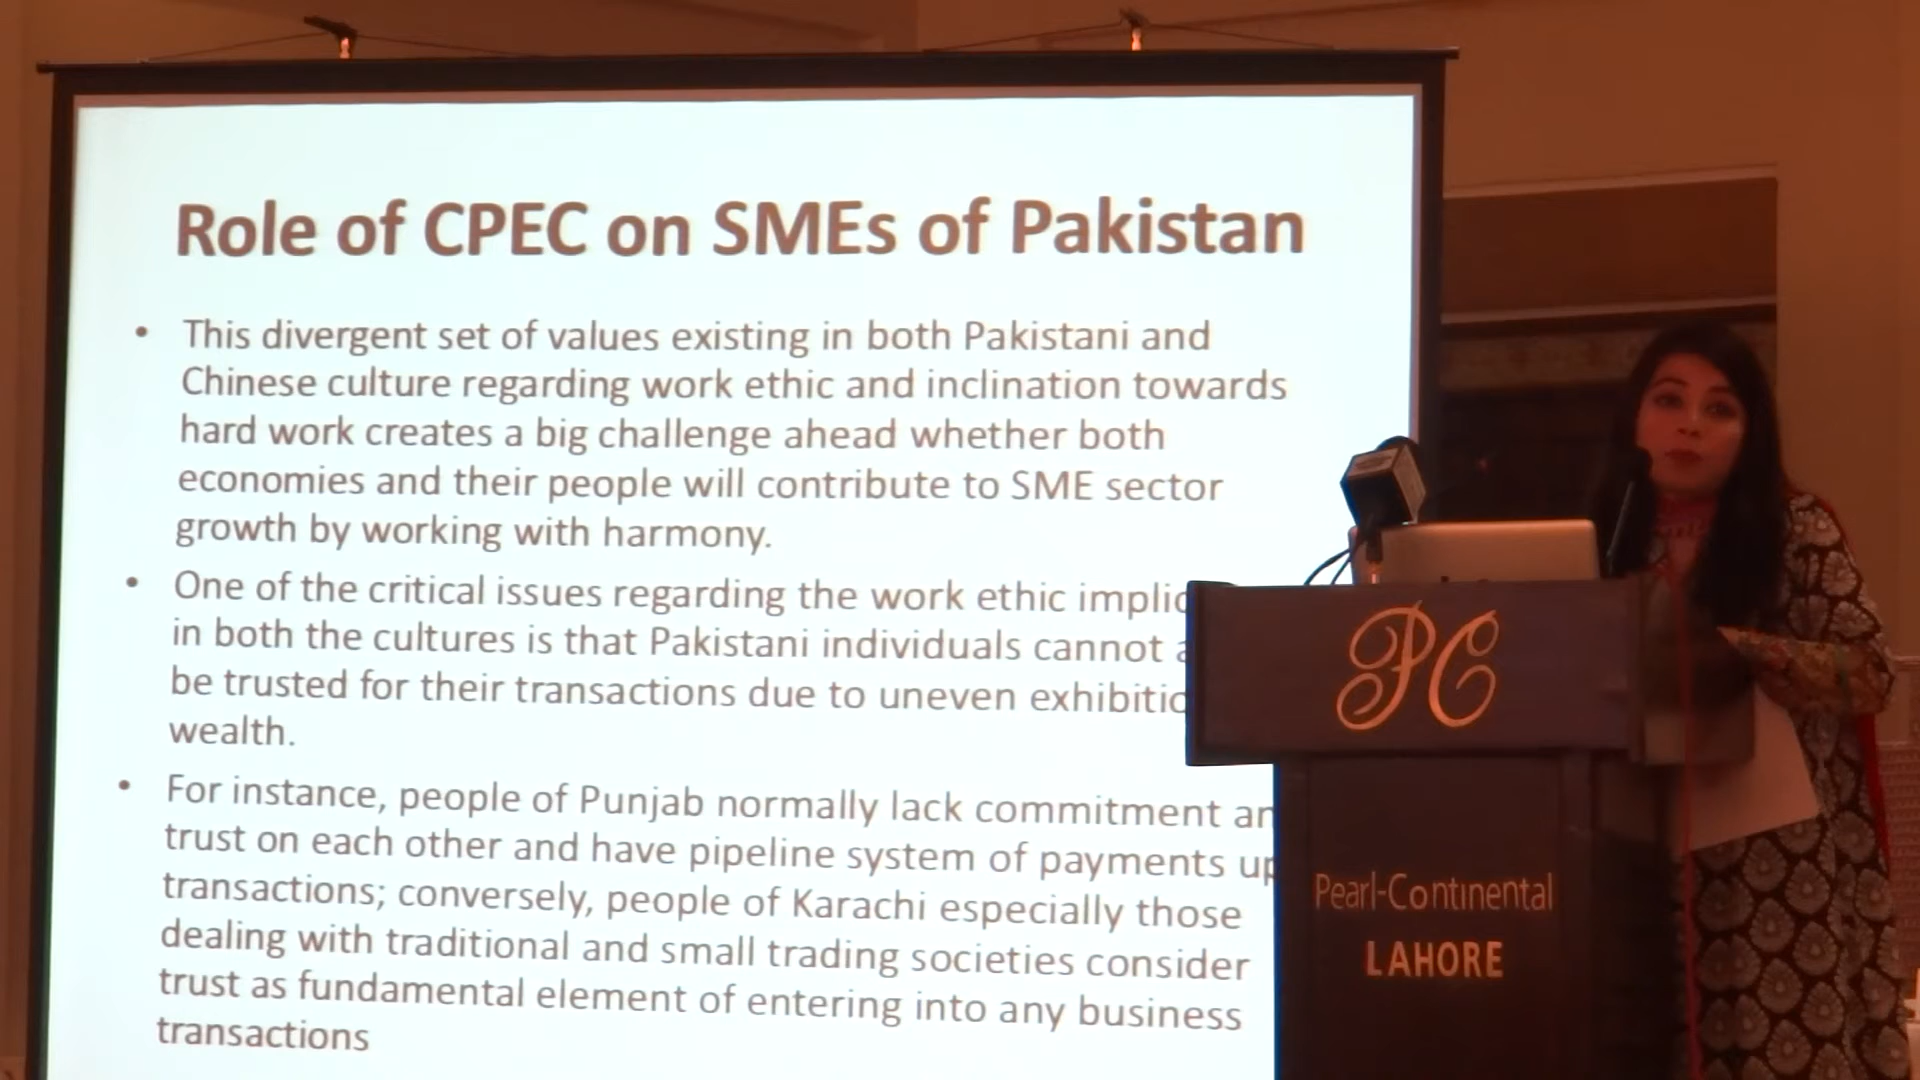 Role of CPEC on SMEs of Pakistan
• This divergent set of values existing in both Pakistani and
Chinese culture regarding work ethic and inclination towards
hard work creates a big challenge ahead whether both
economies and their people will contribute to SME sector
growth by working with harmony.
• One of the critical issues regarding the work ethic
in both the cultures is that Pakistani individuals cannot
be trusted for their transactions due to uneven
wealth.
• For instance, people of Punjab normally lack commitment
trust on each other and have pipeline system of payments
transactions; conversely, people of Karachi especially those
dealing with traditional and small trading societies consider
trust as fundamental element of entering into any business
transactions
PC
Pearl-Continental
LAHORE